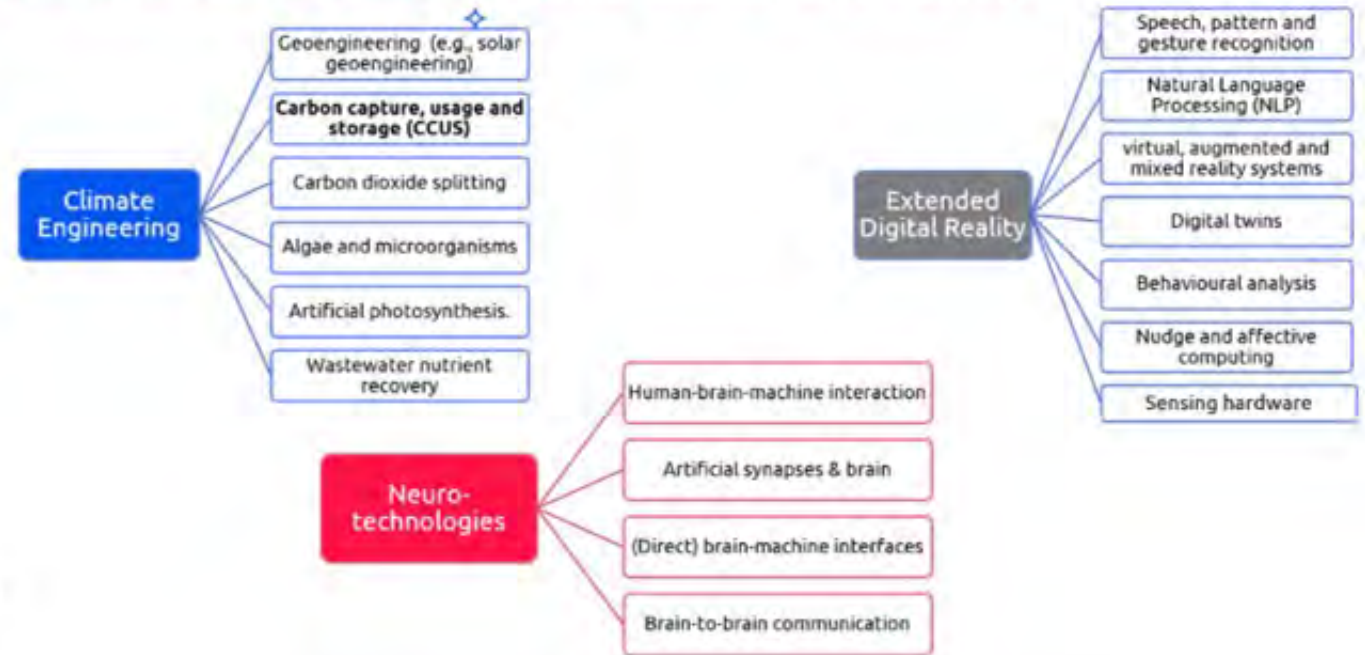 Climate
Engineering
Geoengineering (e.g., solar
geoengineering)
Carbon capture, usage and
storage (CCUS)
Carbon dioxide splitting
Algae and microorganisms
Artificial photosynthesis.
Wastewater nutrient
recovery
Extended
Digital Reality
Speech, pattern and
gesture recognition
Natural Language
Processing (NLP)
virtual, augmented and
mixed reality systems
Digital twins
Behavioural analysis
Nudge and affective
computing
Sensing hardware
Neuro-
technologies
Human-brain-machine interaction
Artificial synapses & brain
(Direct) brain-machine interfaces
Brain-to-brain communication